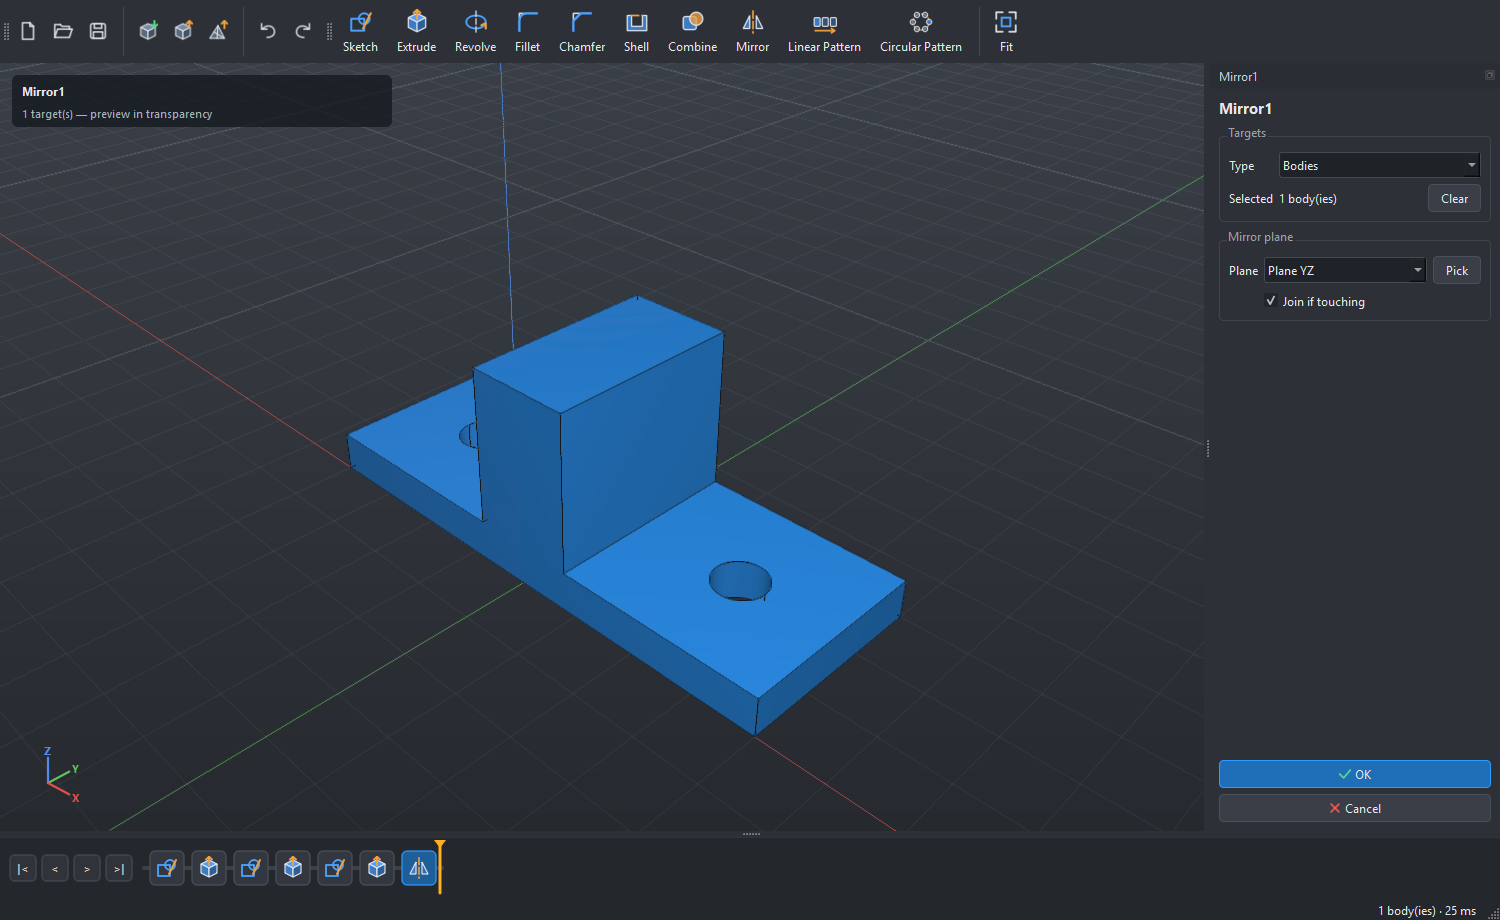 Sketch
Extrude
Revolve
Fillet
Chamfer
Shell
Combine
Mirror
Linear Pattern
Circular Pattern
Fit
Mirror1
1 target(s) — preview in transparency
Mirror1
Mirror1
Targets
Type Bodies
Selected 1 body(ies) Clear
Mirror plane
Plane Plane YZ Pick
Join if touching
OK
Cancel
Z
Y
X
|< < > >|
1 body(ies) · 25 ms